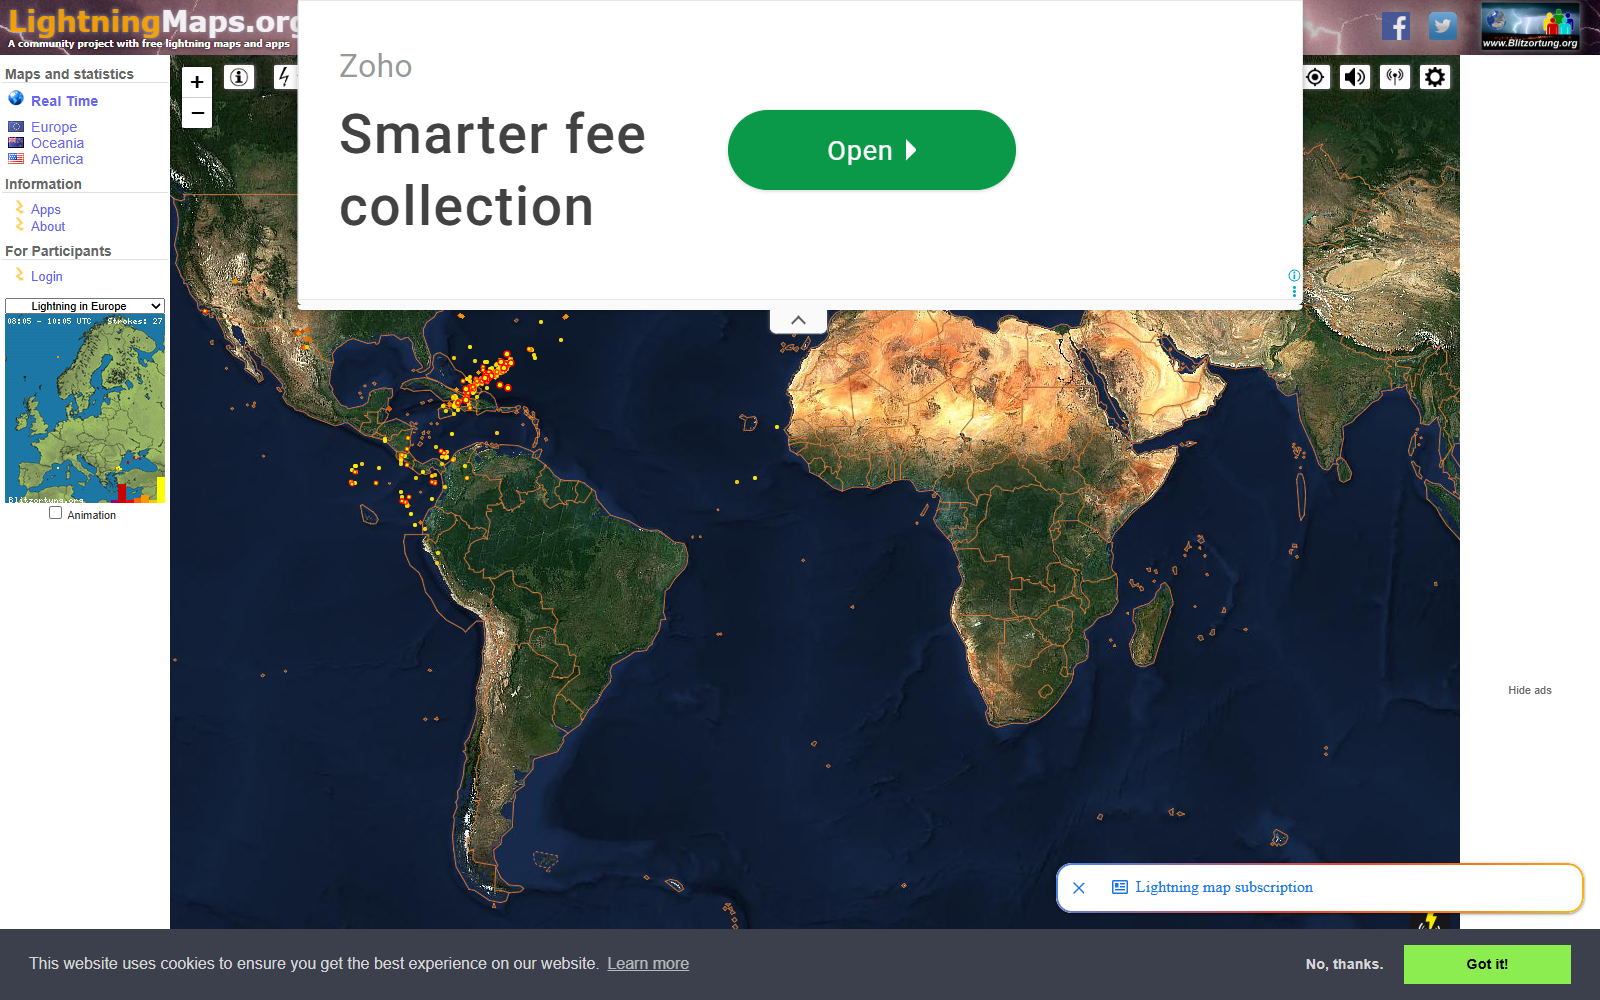 LightningMaps.org
A community project with free lightning maps and apps
www.Blitzortung.org
Maps and statistics
Real Time
Europe
Oceania
America
Information
Apps
About
For Participants
Login
Lightning in Europe
08:05 - 10:05 UTC Strokes: 27
Blitzortung.org
Animation
+
−
Zoho
Smarter fee
collection
Open
Hide ads
Lightning map subscription
This website uses cookies to ensure you get the best experience on our website. Learn more
No, thanks.
Got it!